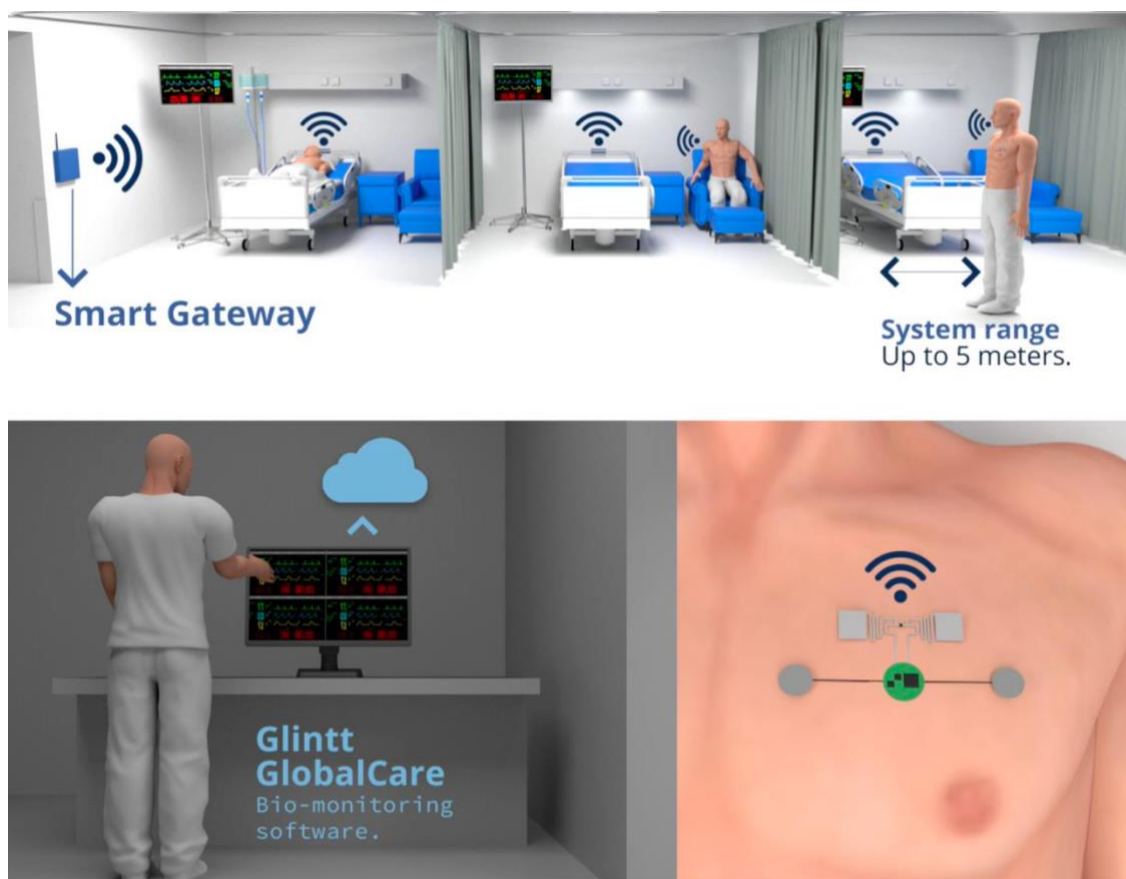 Smart Gateway
System range
Up to 5 meters.
Glintt
GlobalCare
Bio-monitoring
software.